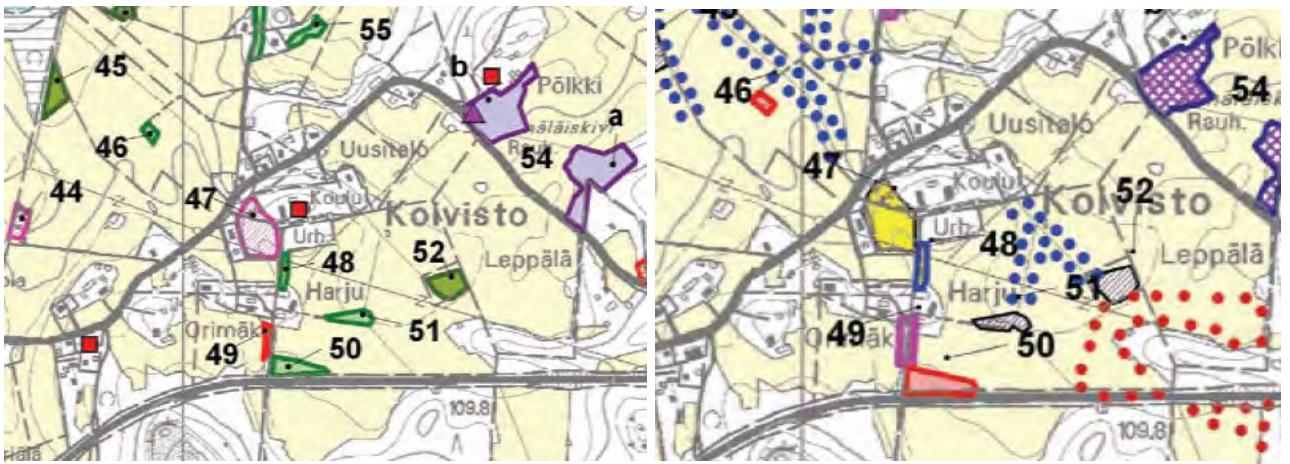 55
45
b
Pölkki
46
a
Uusitalo
54
44
47
Koulu
Koivisto
Urh.
52
Leppälä
48
Harju
51
Orimäk
49
50
109.8
46
Pölkki
54
Rauh.
Uusitalo
47
52
Koulu
Koivisto
Urh.
48
Leppälä
51
Harju
49
50
109.8